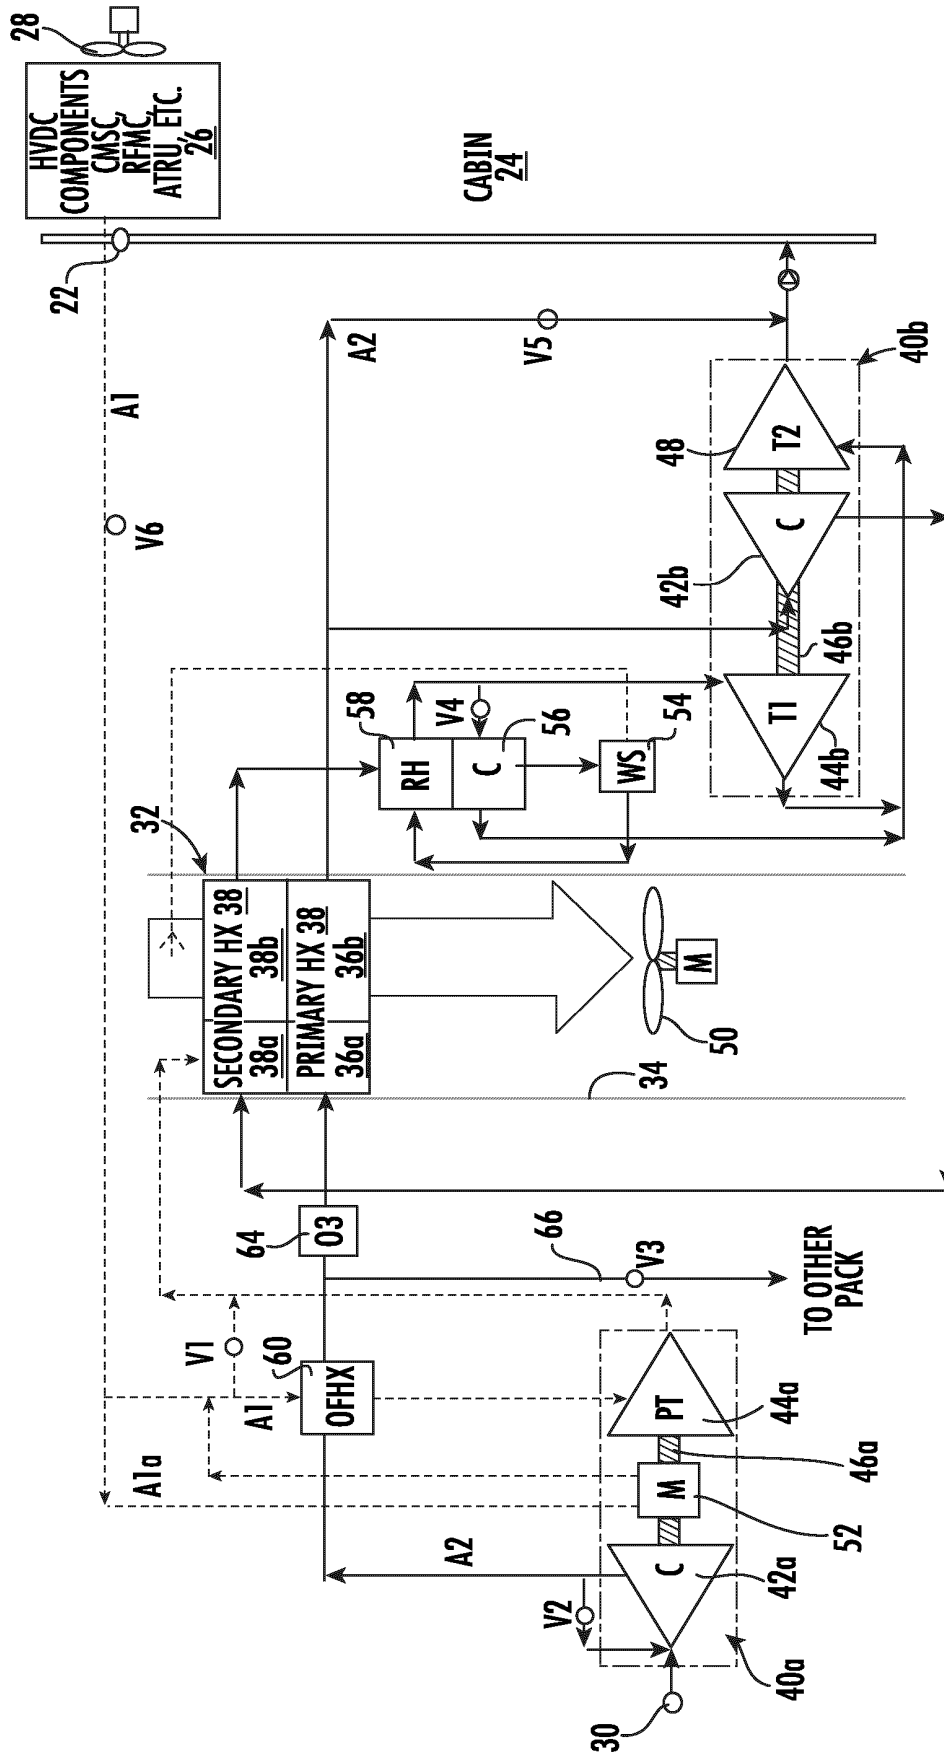 28
HVDC
COMPONENTS
CMSC,
RFMC,
ATRU, ETC.
26
22
A1
V6
A1a
V1
A1
60
OFHX
64
O3
32
SECONDARY HX 38
38a 38b
PRIMARY HX 38
36a 36b
A2
58
RH
V4
C
56
CABIN
24
A2
V5
V2
66
V3
34
WS
54
30
40a
C
42a
M
52
46a
PT
44a
TO OTHER
PACK
50
M
T1
44b
46b
42b
C
48
T2
40b